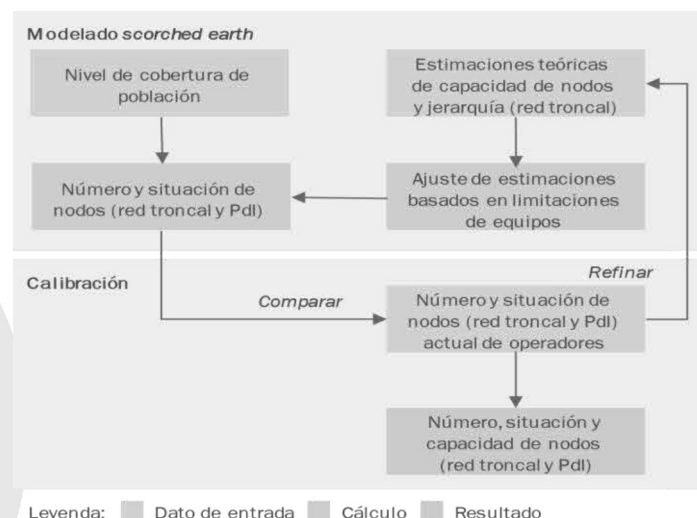 Modelado scorched earth
Nivel de cobertura de
población
Estimaciones teóricas
de capacidad de nodos
y jerarquía (red troncal)
Número y situación de
nodos (red troncal y PdI)
Ajuste de estimaciones
basados en limitaciones
de equipos
Calibración
Refinar
Comparar
Número y situación de
nodos (red troncal y PdI)
actual de operadores
Número, situación y
capacidad de nodos
(red troncal y PdI)
Leyenda: Dato de entrada Cálculo Resultado